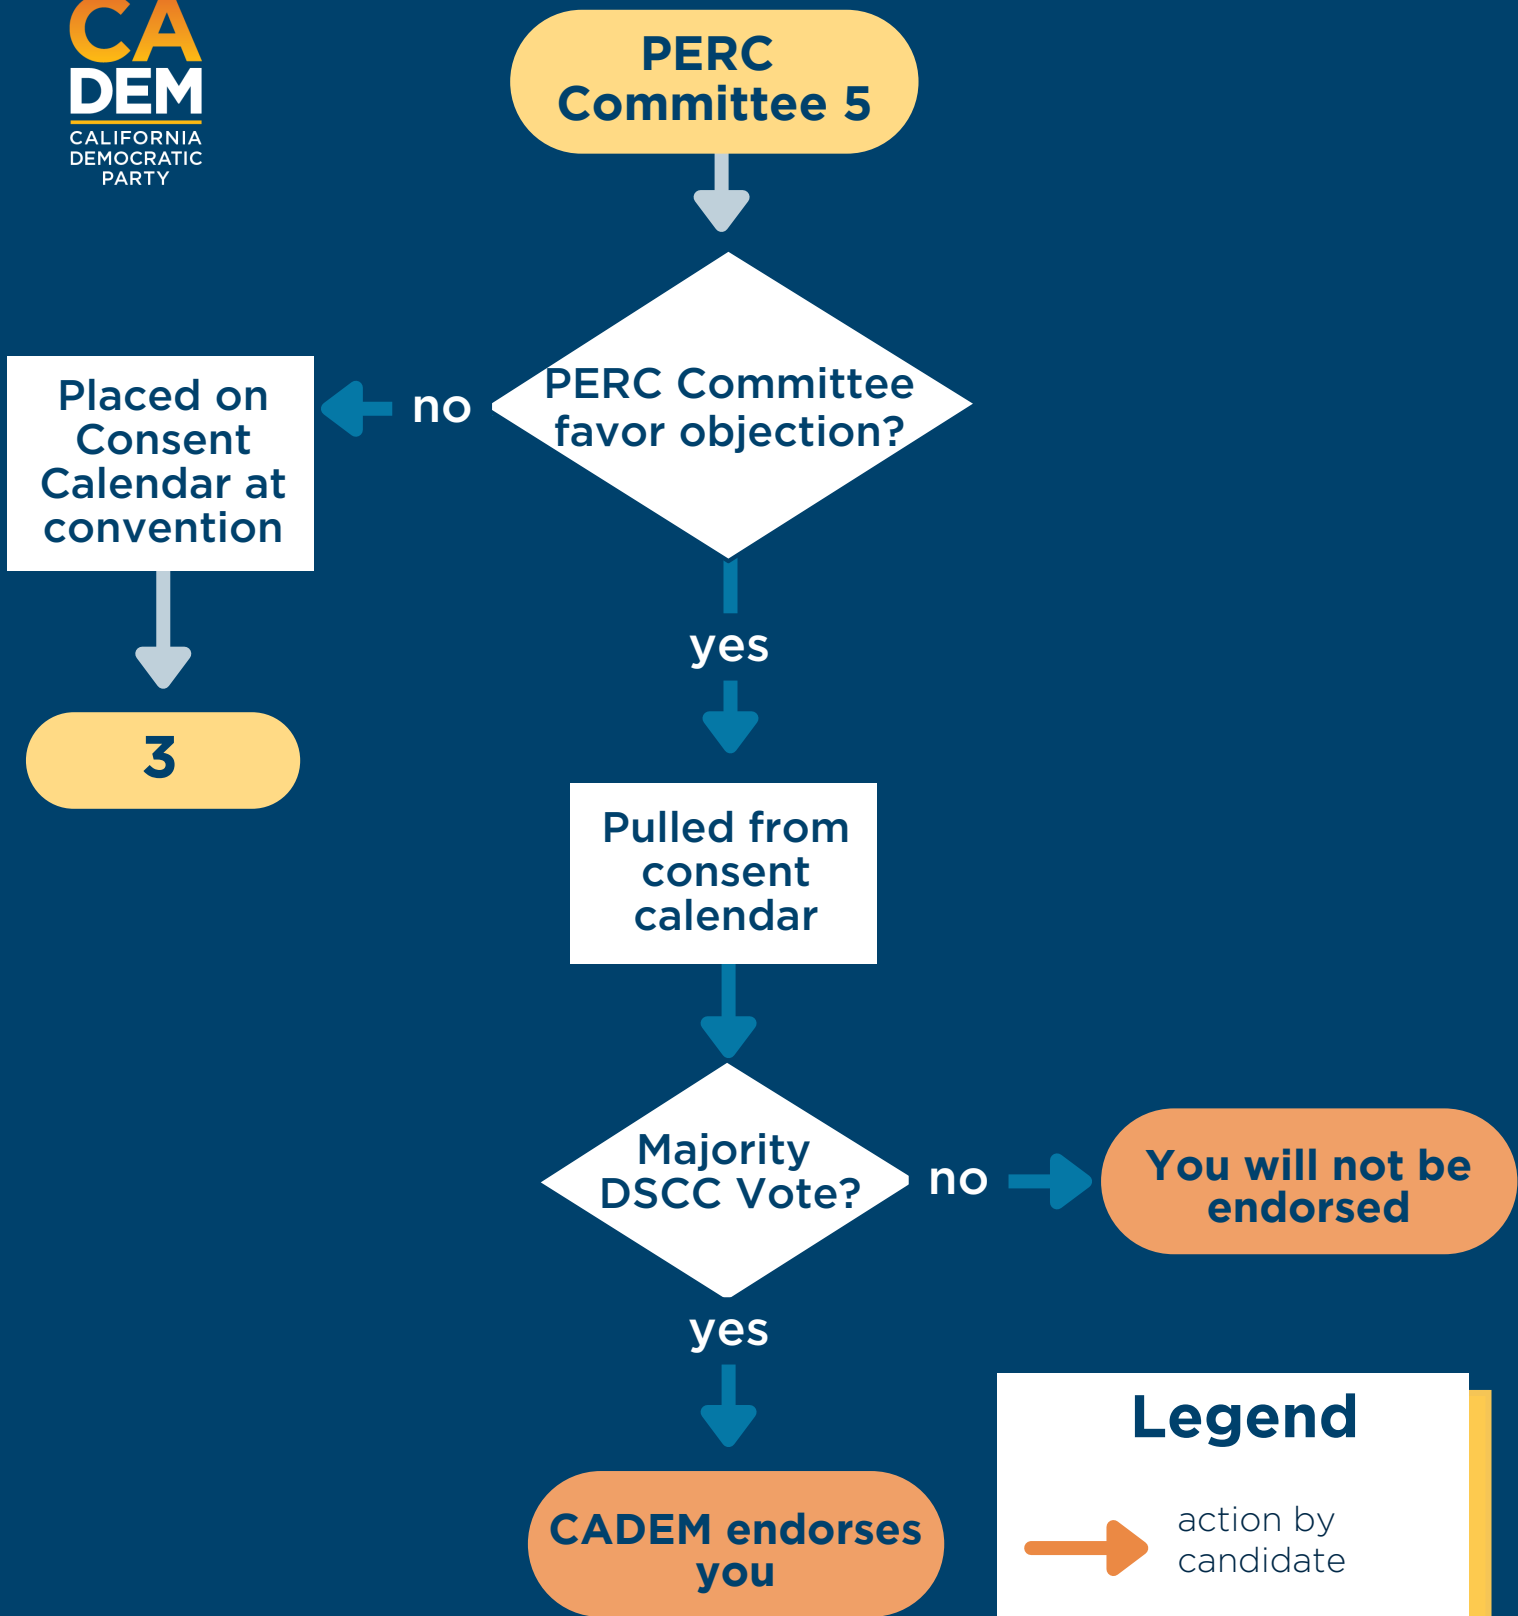 CA
DEM
CALIFORNIA
DEMOCRATIC
PARTY
PERC
Committee 5
PERC Committee
favor objection?
no
Placed on
Consent
Calendar at
convention
3
yes
Pulled from
consent
calendar
Majority
DSCC Vote?
no
You will not be
endorsed
yes
CADEM endorses
you
Legend
action by
candidate